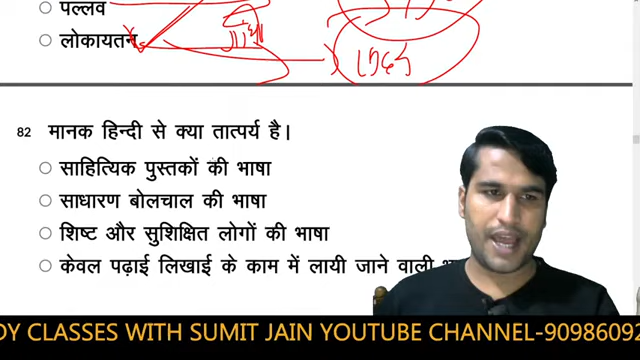 पल्लव
लोकायतन
82 मानक हिन्दी से क्या तात्पर्य है।
साहित्यिक पुस्तकों की भाषा
साधारण बोलचाल की भाषा
शिष्ट और सुशिक्षित लोगों की भाषा
केवल पढ़ाई लिखाई के काम में लायी जाने वाली
DY CLASSES WITH SUMIT JAIN YOUTUBE CHANNEL-90986092